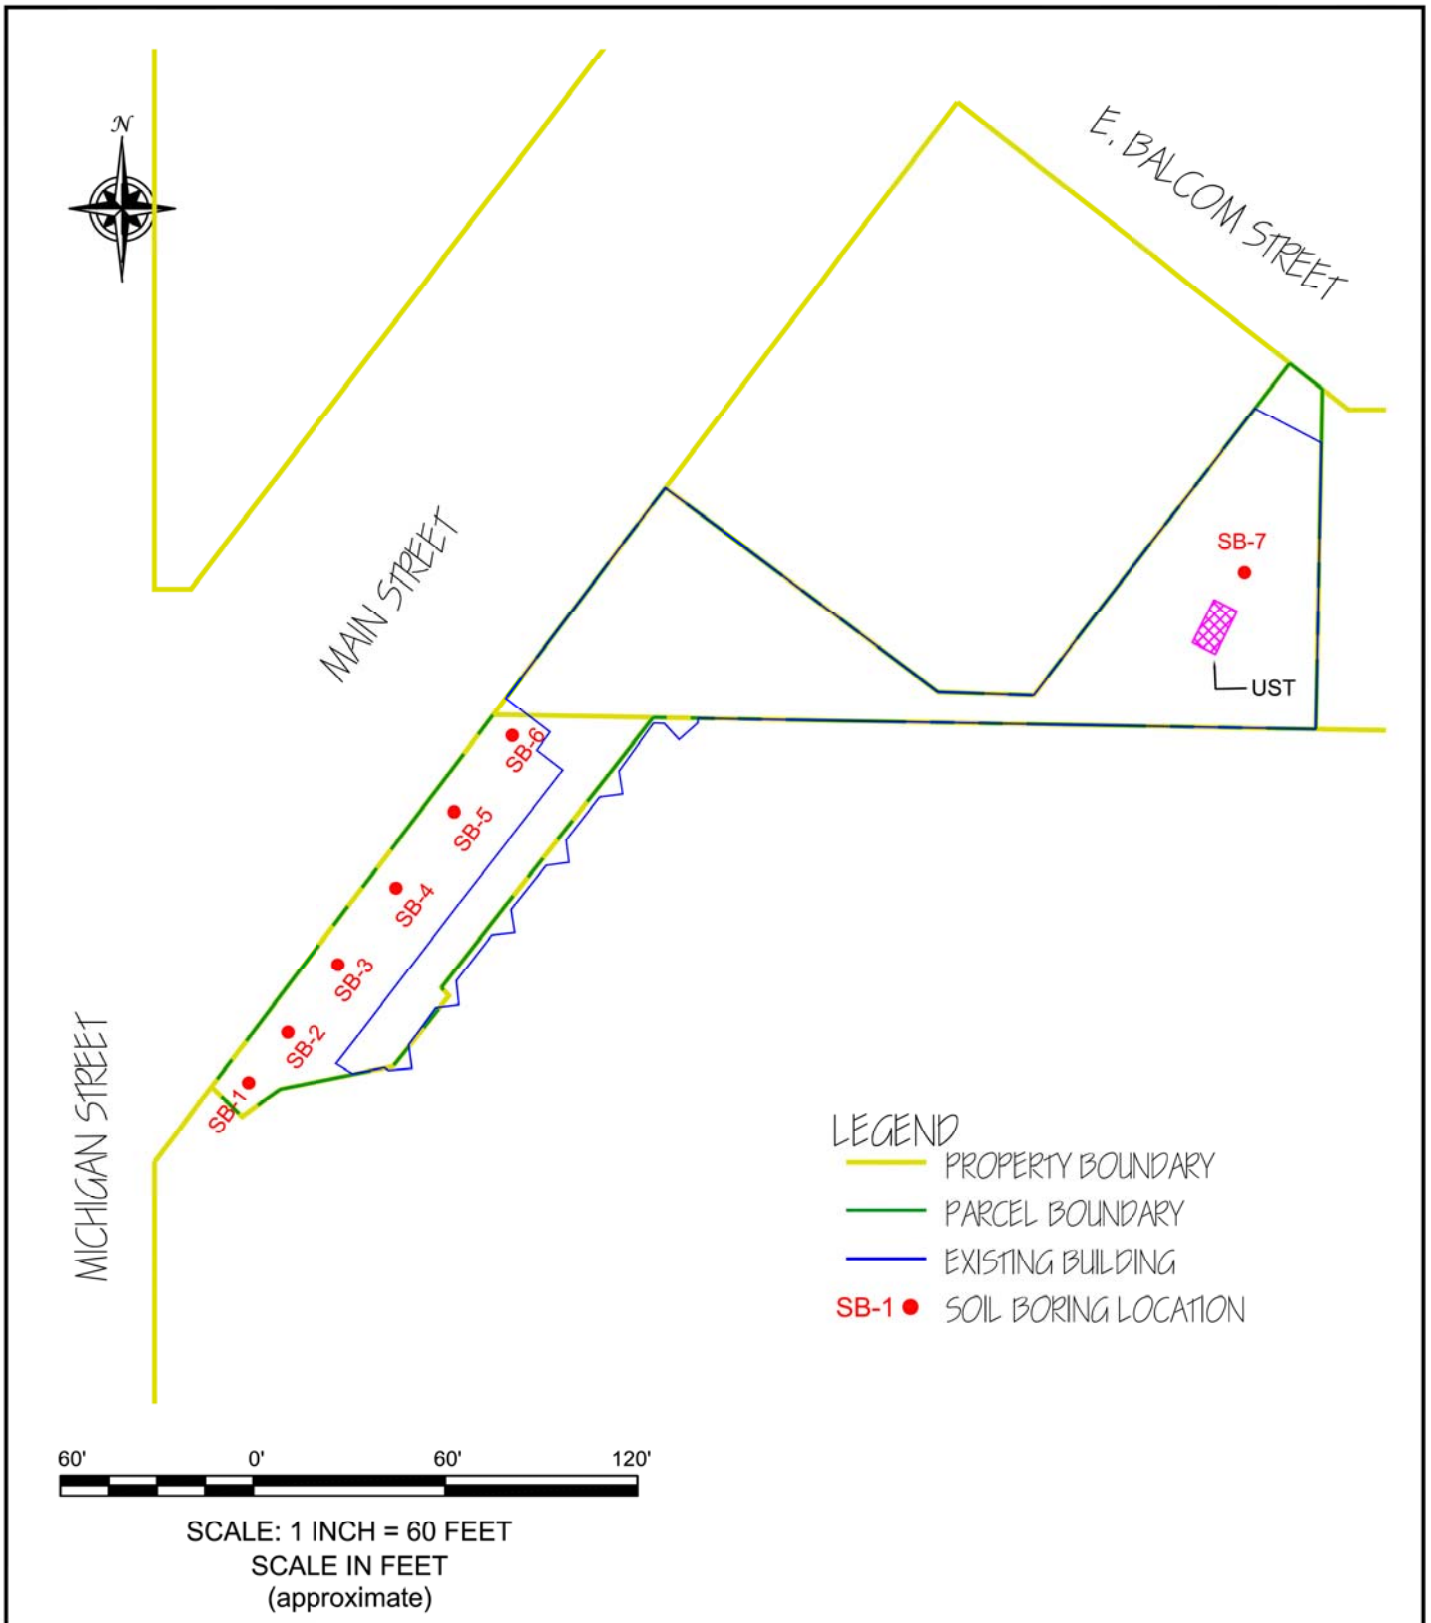 N
E. BALCOM STREET
MAIN STREET
SB-7
UST
SB-6
SB-5
SB-4
SB-3
SB-2
SB-1
MICHIGAN STREET
LEGEND
PROPERTY BOUNDARY
PARCEL BOUNDARY
EXISTING BUILDING
SB-1 SOIL BORING LOCATION
60' 0' 60' 120'
SCALE: 1 INCH = 60 FEET
SCALE IN FEET
(approximate)